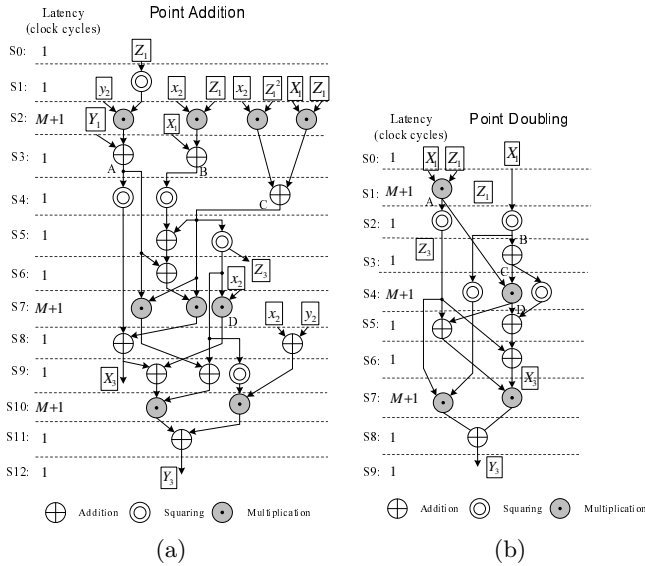 Latency
(clock cycles)
Point Addition
S0: 1
Z₁
S1: 1
y₂ x₂ Z₁ x₂ Z₁² X₁ Z₁
S2: M+1
Y₁ X₁
S3: 1
A B
S4: 1
C
S5: 1
S6: 1
Z₃
x₂
S7: M+1
D
x₂ y₂
S8: 1
S9: 1
X₃
S10: M+1
S11: 1
S12: 1
Y₃
Addition Squaring Multiplication
(a)
Latency
(clock cycles)
Point Doubling
S0: 1
X₁ Z₁ X₁
S1: M+1
A
Z₁
S2: 1
B
Z₃
S3: 1
C
S4: M+1
D
S5: 1
S6: 1
X₃
S7: M+1
S8: 1
S9: 1
Y₃
Addition Squaring Multiplication
(b)